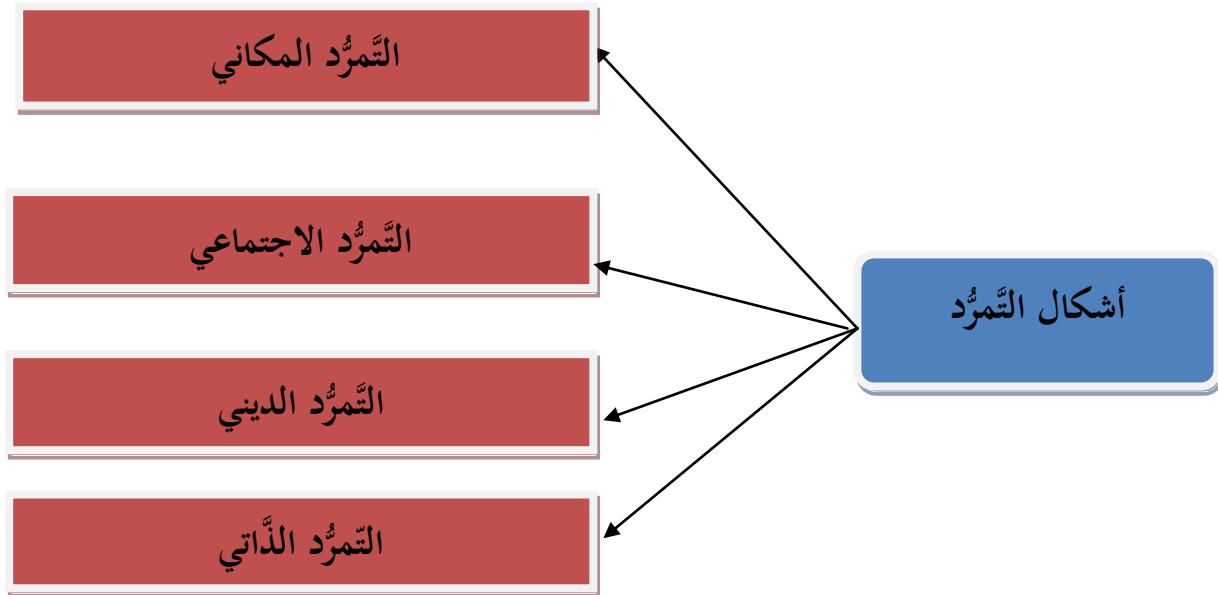 أشكال التَّمرُّد
التَّمرُّد المكاني
التَّمرُّد الاجتماعي
التَّمرُّد الديني
التّمرُّد الذَّاتي